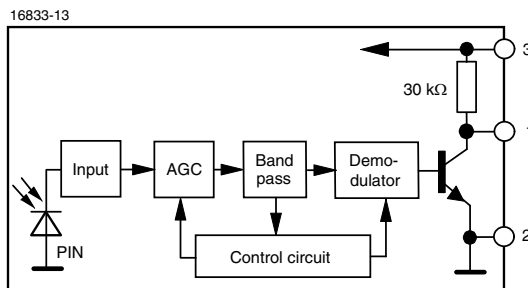 16833-13
3
30 kΩ
1
Input
AGC
Band
pass
Demo-
dulator
PIN
Control circuit
2